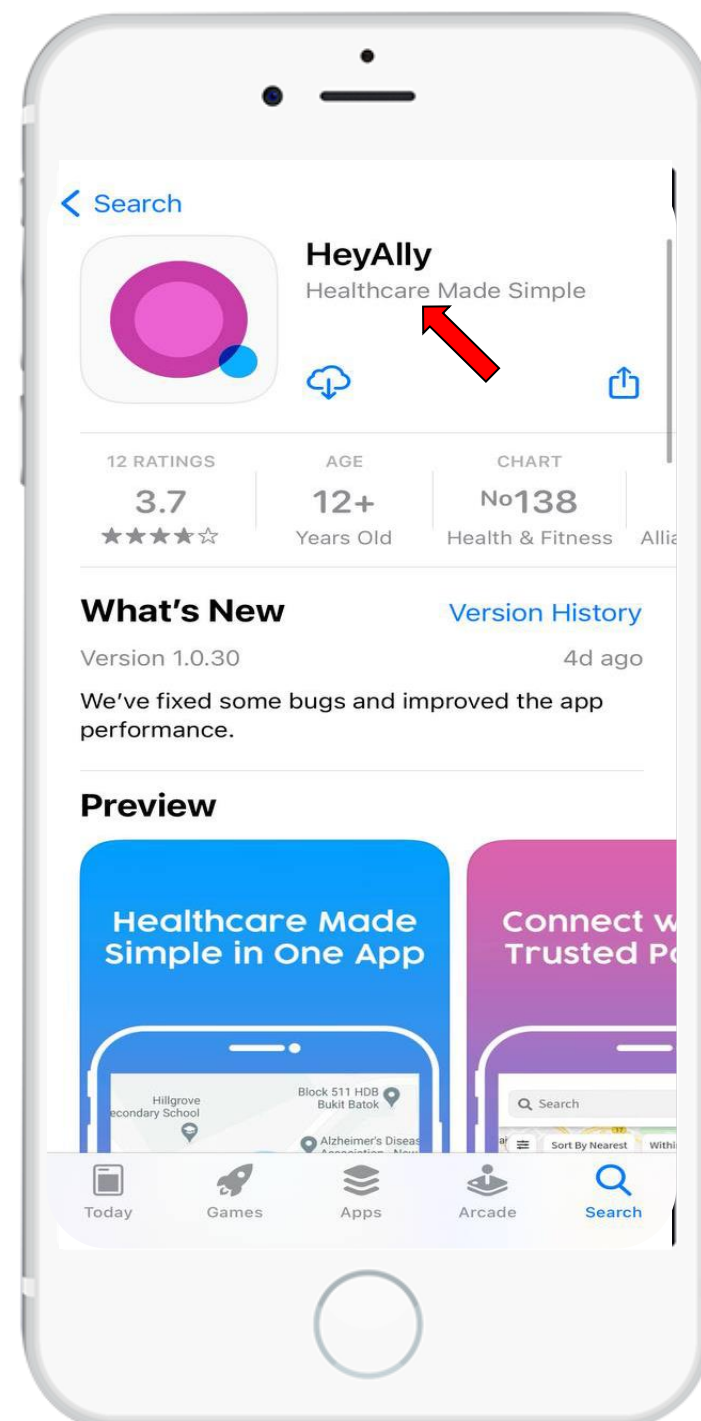 Search
HeyAlly
Healthcare Made Simple
12 RATINGS
3.7
AGE
12+
Years Old
CHART
No138
Health & Fitness
What's New
Version History
Version 1.0.30
4d ago
We've fixed some bugs and improved the app
performance.
Preview
Healthcare Made
Simple in One App
Hillgrove
Block 511 HDB
Bukit Batok
Alzheimer's
Connect
Trusted
Search
Sort By Nearest
Today
Games
Apps
Arcade
Search